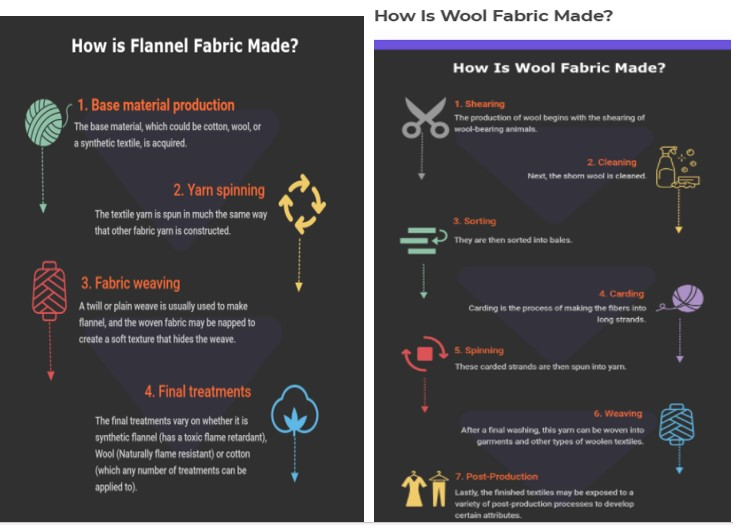 How is Flannel Fabric Made?
1. Base material production
The base material, which could be cotton, wool, or
a synthetic textile, is acquired.
2. Yarn spinning
The textile yarn is spun in much the same way
that other fabric yarn is constructed.
3. Fabric weaving
A twill or plain weave is usually used to make
flannel, and the woven fabric may be napped to
create a soft texture that hides the weave.
4. Final treatments
The final treatments vary on whether it is
synthetic flannel (has a toxic flame retardant),
Wool (Naturally flame resistant) or cotton
(which any number of treatments can be
applied to).
How Is Wool Fabric Made?
How Is Wool Fabric Made?
1. Shearing
The production of wool begins with the shearing of
wool-bearing animals.
2. Cleaning
Next, the shorn wool is cleaned.
3. Sorting
They are then sorted into bales.
4. Carding
Carding is the process of making the fibers into
long strands.
5. Spinning
These carded strands are then spun into yarn.
6. Weaving
After a final washing, this yarn can be woven into
garments and other types of woolen textiles.
7. Post-Production
Lastly, the finished textiles may be exposed to a
variety of post-production processes to develop
certain attributes.